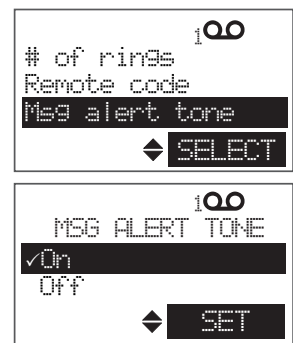 1
# of rings
Remote code
Msg alert tone
SELECT
1
MSG ALERT TONE
✓On
Off
SET